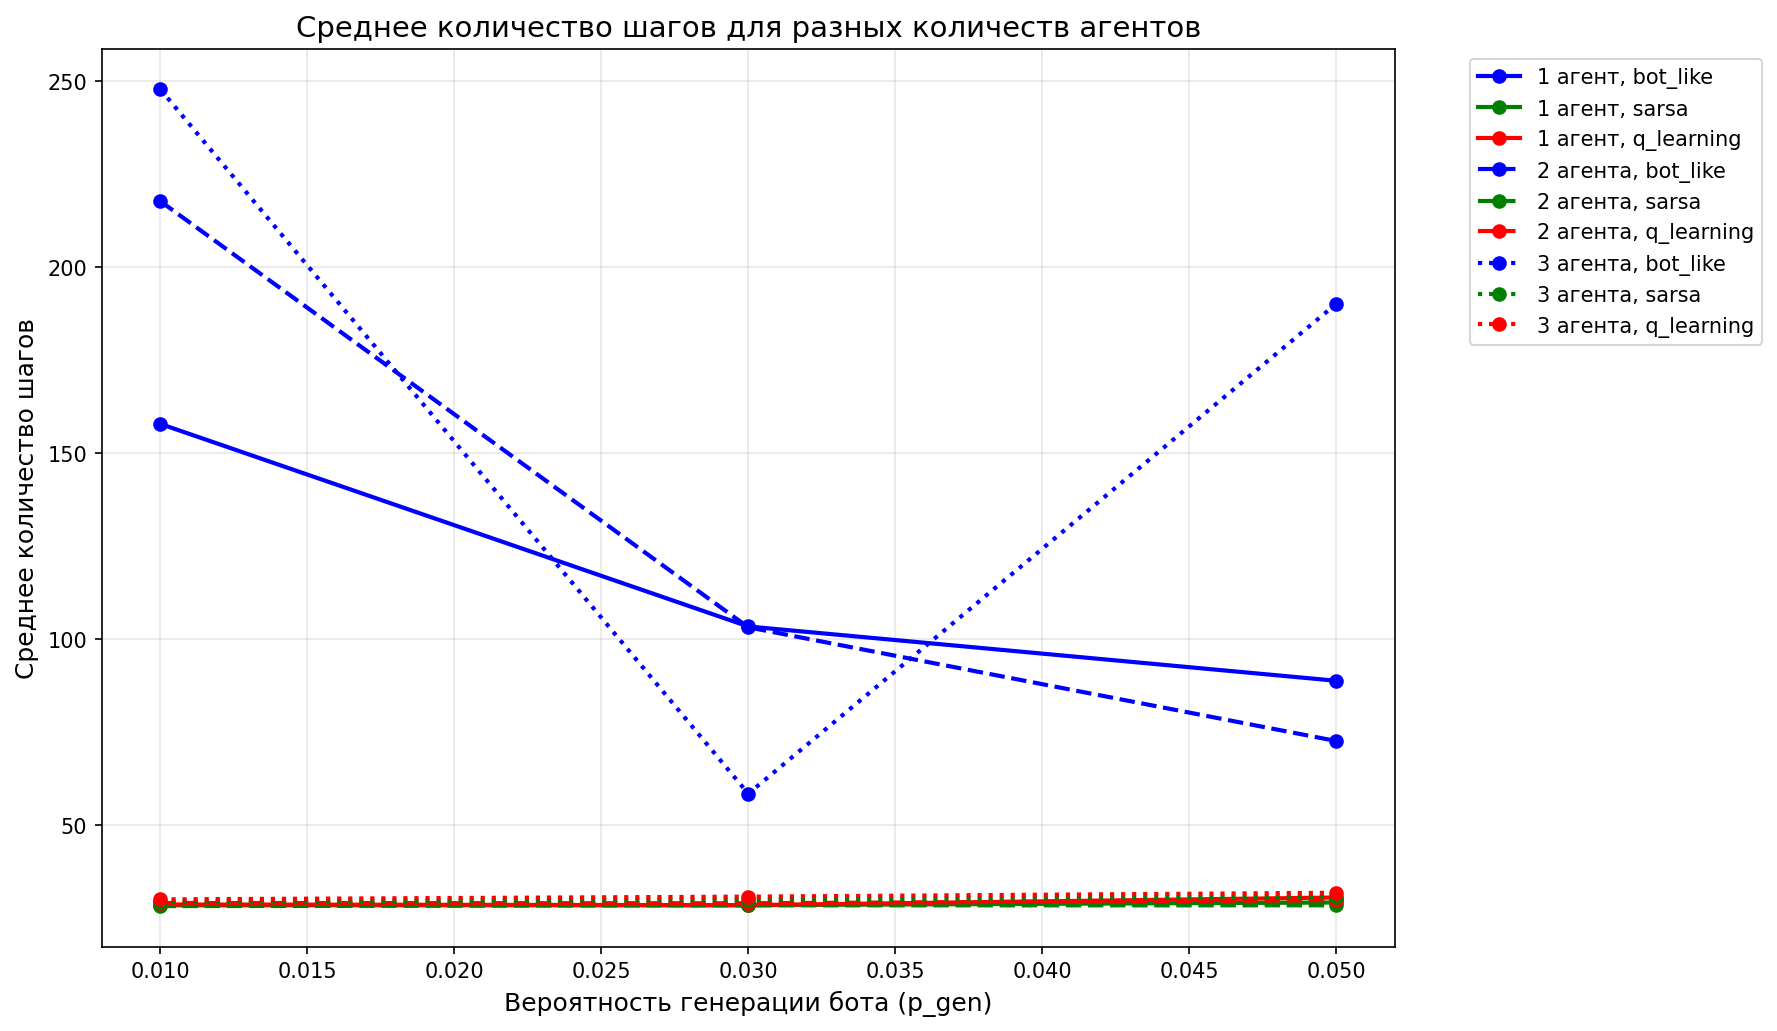 Среднее количество шагов для разных количеств агентов
Среднее количество шагов
250
200
150
100
50
0.010 0.015 0.020 0.025 0.030 0.035 0.040 0.045 0.050
Вероятность генерации бота (p_gen)
1 агент, bot_like
1 агент, sarsa
1 агент, q_learning
2 агента, bot_like
2 агента, sarsa
2 агента, q_learning
3 агента, bot_like
3 агента, sarsa
3 агента, q_learning